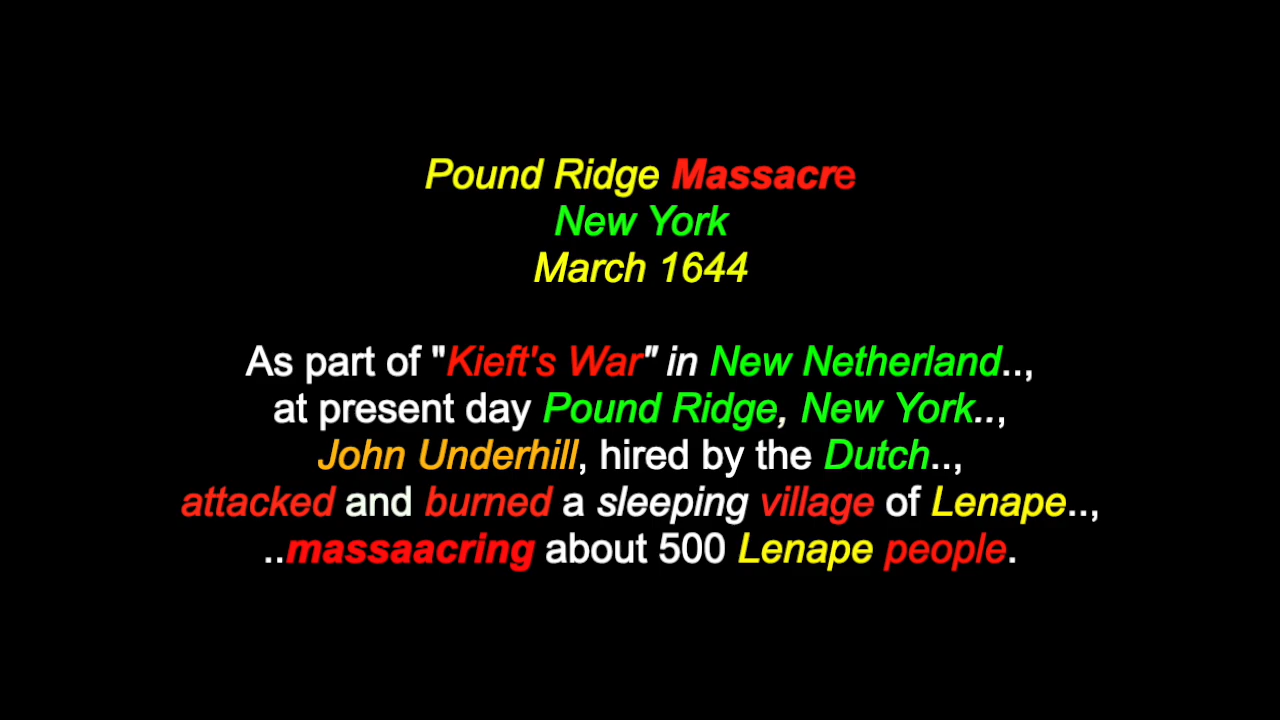 Pound Ridge Massacre
New York
March 1644
As part of "Kieft's War" in New Netherland..,
at present day Pound Ridge, New York..,
John Underhill, hired by the Dutch..,
attacked and burned a sleeping village of Lenape..,
..massaacring about 500 Lenape people.